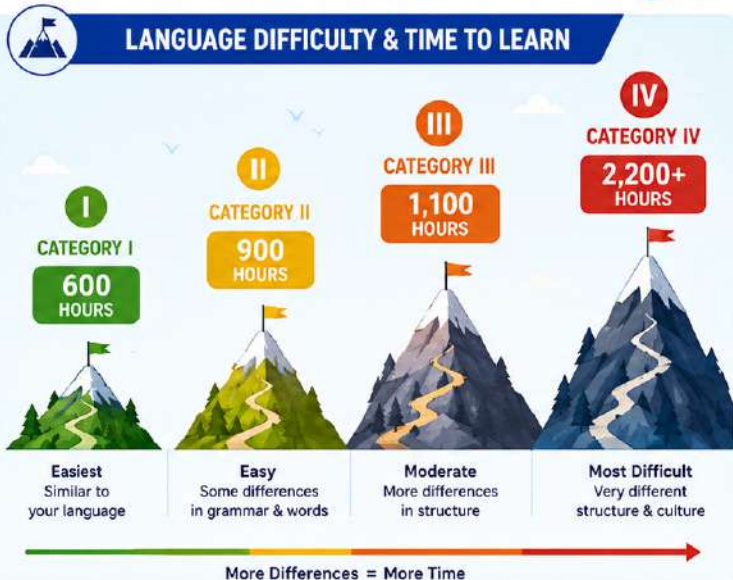 LANGUAGE DIFFICULTY & TIME TO LEARN
I
CATEGORY I
600
HOURS
Easiest
Similar to
your language
II
CATEGORY II
900
HOURS
Easy
Some differences
in grammar & words
III
CATEGORY III
1,100
HOURS
Moderate
More differences
in structure
IV
CATEGORY IV
2,200+
HOURS
Most Difficult
Very different
structure & culture
More Differences = More Time